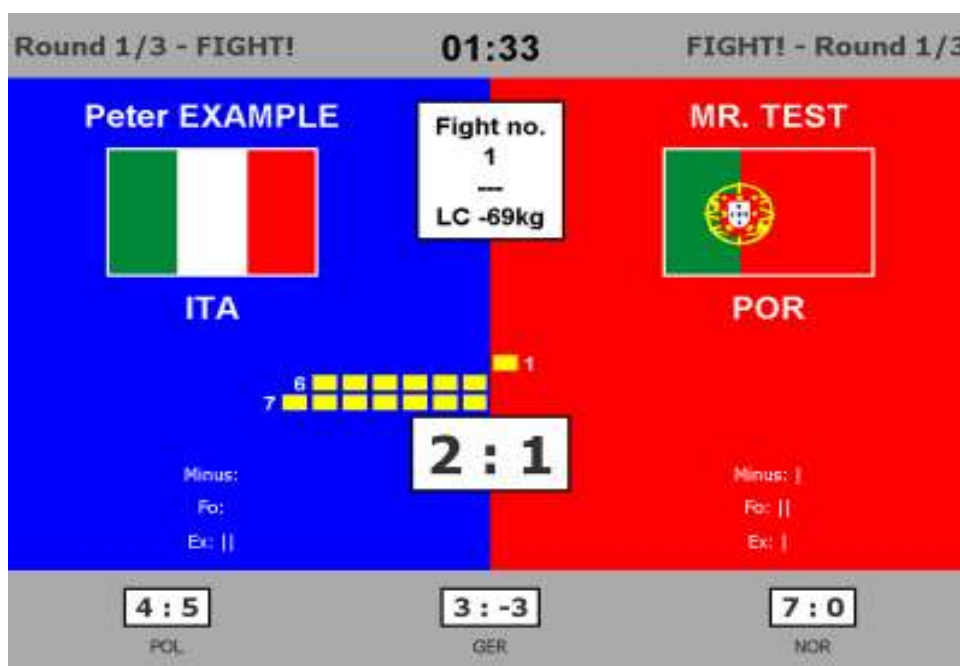 Round 1/3 - FIGHT!
01:33
FIGHT! - Round 1/3
Peter EXAMPLE
Fight no.
1
---
LC -69kg
MR. TEST
ITA
POR
1
6
7
2 : 1
Minus:
Fo:
Ex: ||
Minus: |
Fo: ||
Ex: |
4 : 5
POL
3 : -3
GER
7 : 0
NOR